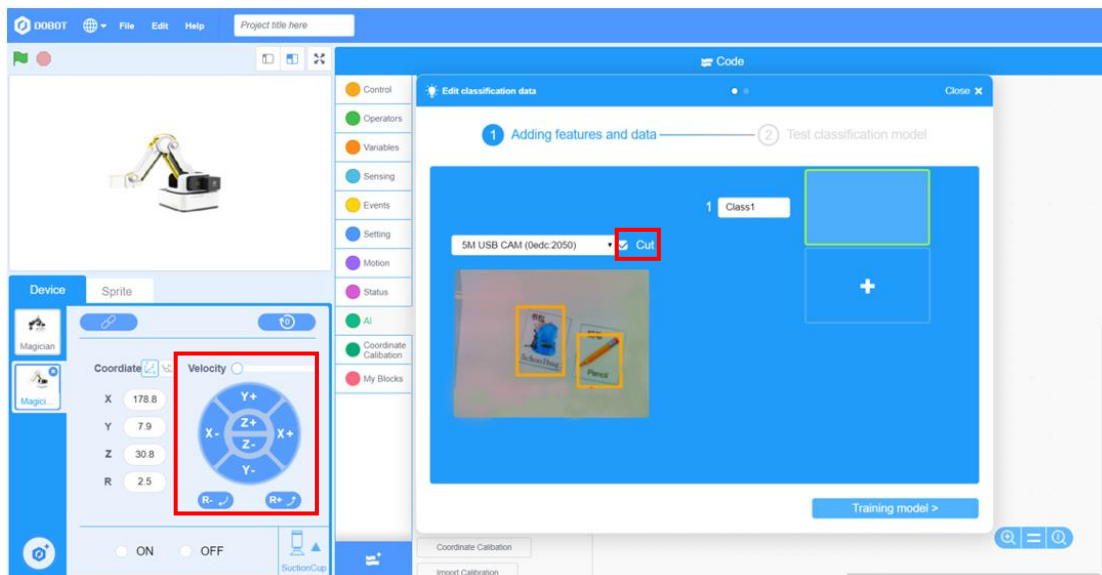 DOBOT File Edit Help Project title here
Code
Control
Operators
Variables
Sensing
Events
Setting
Motion
Status
AI
Coordinate
Calibation
My Blocks
Edit classification data Close
1 Adding features and data 2 Test classification model
1 Class1
5M USB CAM (0edc:2050) Cut
SchoolBag
Pencil
Training model >
Device Sprite
Magician
Magici...
Coordiate Velocity
X 178.8
Y 7.9
Z 30.8
R 2.5
Y+
X- Z+ X+
Z-
Y-
R- R+
ON OFF
SuctionCup
Coordinate Calibation
Import Calibration